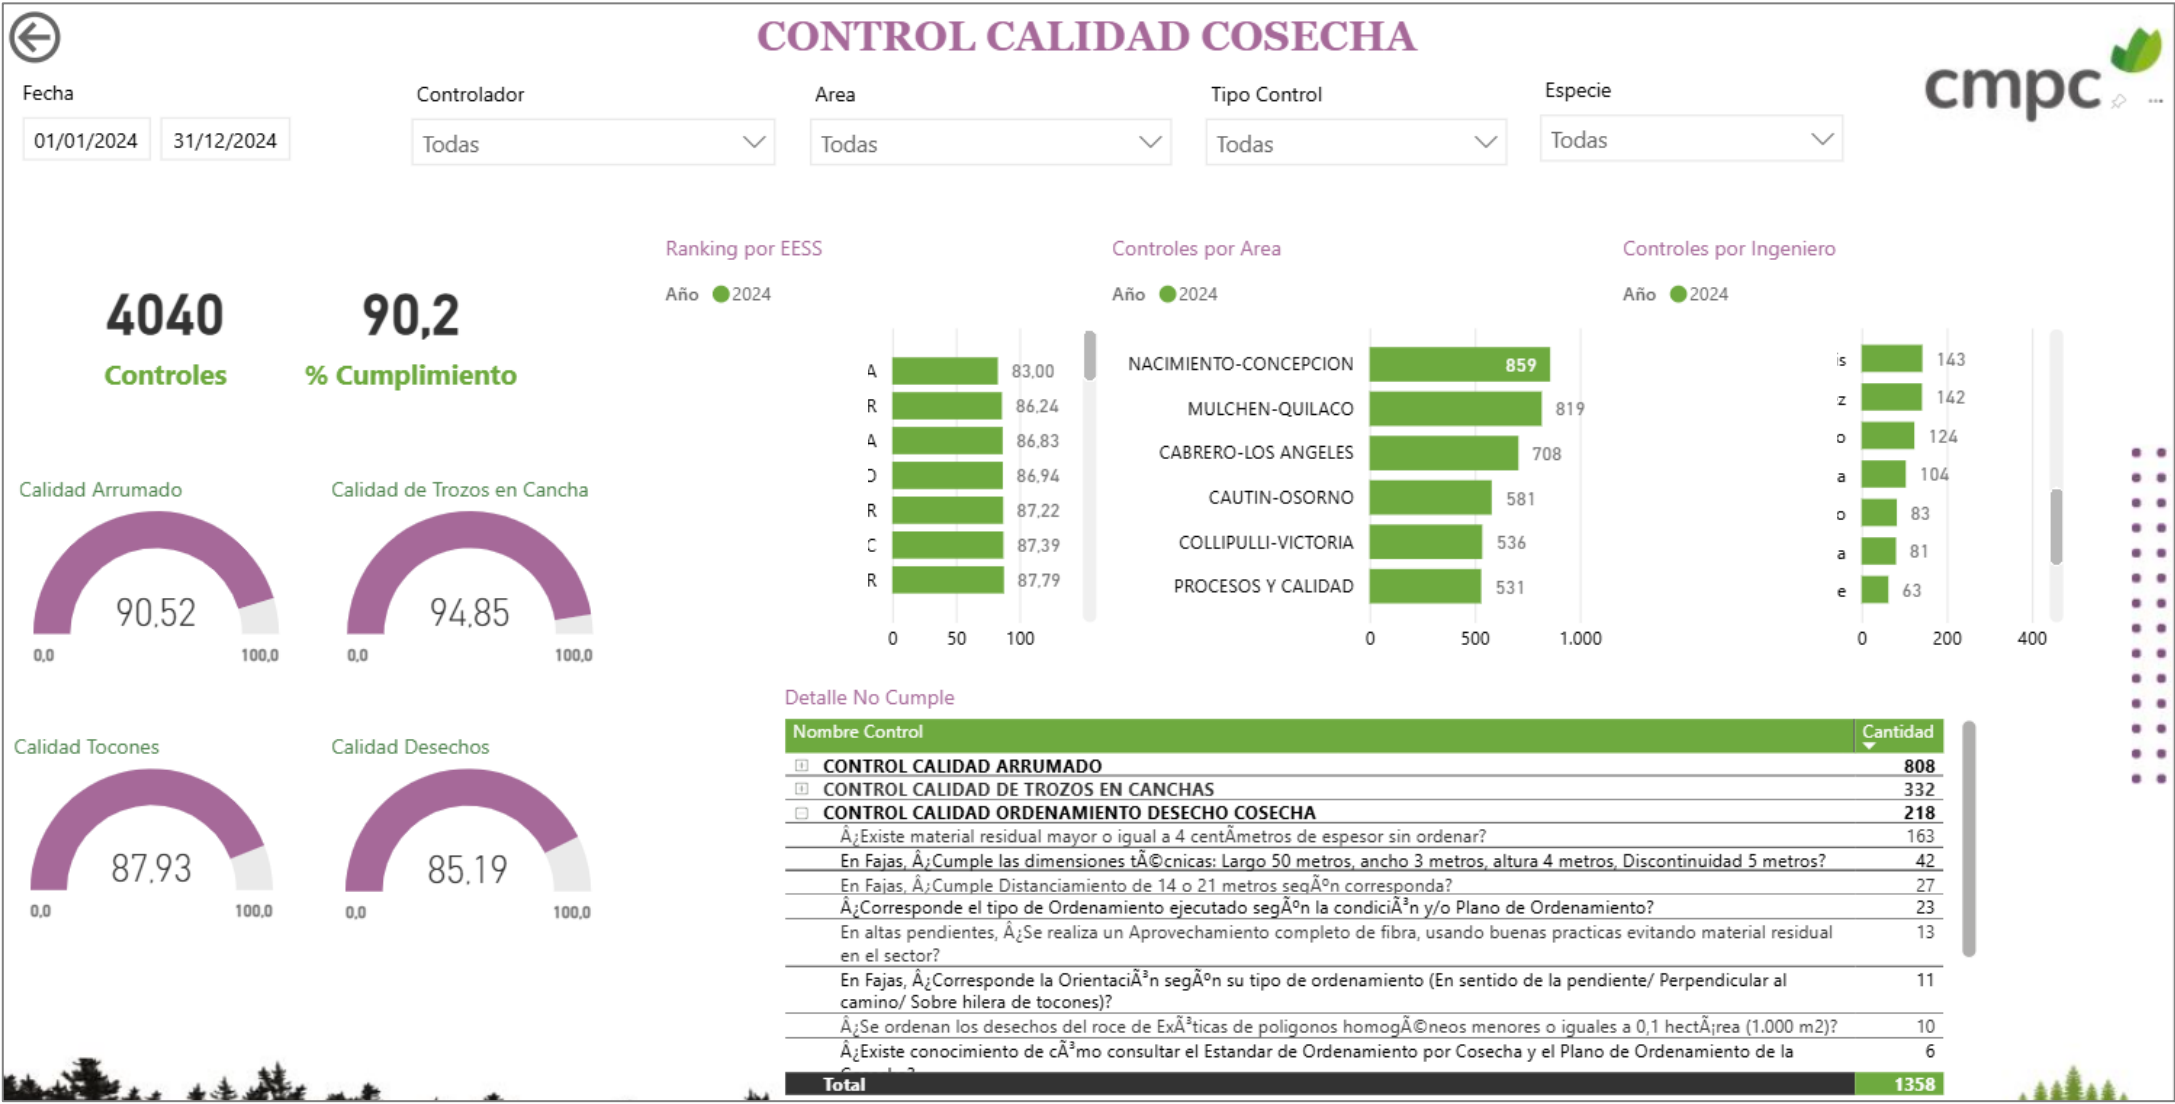 CONTROL CALIDAD COSECHA
cmpc
Fecha
01/01/2024 31/12/2024
Controlador
Todas
Area
Todas
Tipo Control
Todas
Especie
Todas
4040
Controles
90,2
% Cumplimiento
Calidad Arrumado
90,52
0,0 100,0
Calidad de Trozos en Cancha
94,85
0,0 100,0
Calidad Tocones
87,93
0,0 100,0
Calidad Desechos
85,19
0,0 100,0
Ranking por EESS
Año 2024
A 83,00
R 86,24
A 86,83
86,94
R 87,22
C 87,39
R 87,79
0 50 100
Controles por Area
Año 2024
NACIMIENTO-CONCEPCION 859
MULCHEN-QUILACO 819
CABRERO-LOS ANGELES 708
CAUTIN-OSORNO 581
COLLIPULLI-VICTORIA 536
PROCESOS Y CALIDAD 531
0 500 1.000
Controles por Ingeniero
Año 2024
s 143
z 142
o 124
a 104
o 83
a 81
e 63
0 200 400
Detalle No Cumple
Nombre Control Cantidad
CONTROL CALIDAD ARRUMADO 808
CONTROL CALIDAD DE TROZOS EN CANCHAS 332
CONTROL CALIDAD ORDENAMIENTO DESECHO COSECHA 218
Â¿Existe material residual mayor o igual a 4 centÃmetros de espesor sin ordenar? 163
En Fajas, Â¿Cumple las dimensiones tÃ©cnicas: Largo 50 metros, ancho 3 metros, altura 4 metros, Discontinuidad 5 metros? 42
En Fajas, Â¿Cumple Distanciamiento de 14 o 21 metros segÃºn corresponda? 27
Â¿Corresponde el tipo de Ordenamiento ejecutado segÃºn la condiciÃ³n y/o Plano de Ordenamiento? 23
En altas pendientes, Â¿Se realiza un Aprovechamiento completo de fibra, usando buenas practicas evitando material residual 13
en el sector?
En Fajas, Â¿Corresponde la OrientaciÃ³n segÃºn su tipo de ordenamiento (En sentido de la pendiente/ Perpendicular al 11
camino/ Sobre hilera de tocones)?
Â¿Se ordenan los desechos del roce de ExÃ³ticas de poligonos homogÃ©neos menores o iguales a 0,1 hectÃ¡rea (1.000 m2)? 10
Â¿Existe conocimiento de cÃ³mo consultar el Estandar de Ordenamiento por Cosecha y el Plano de Ordenamiento de la 6
Total 1358